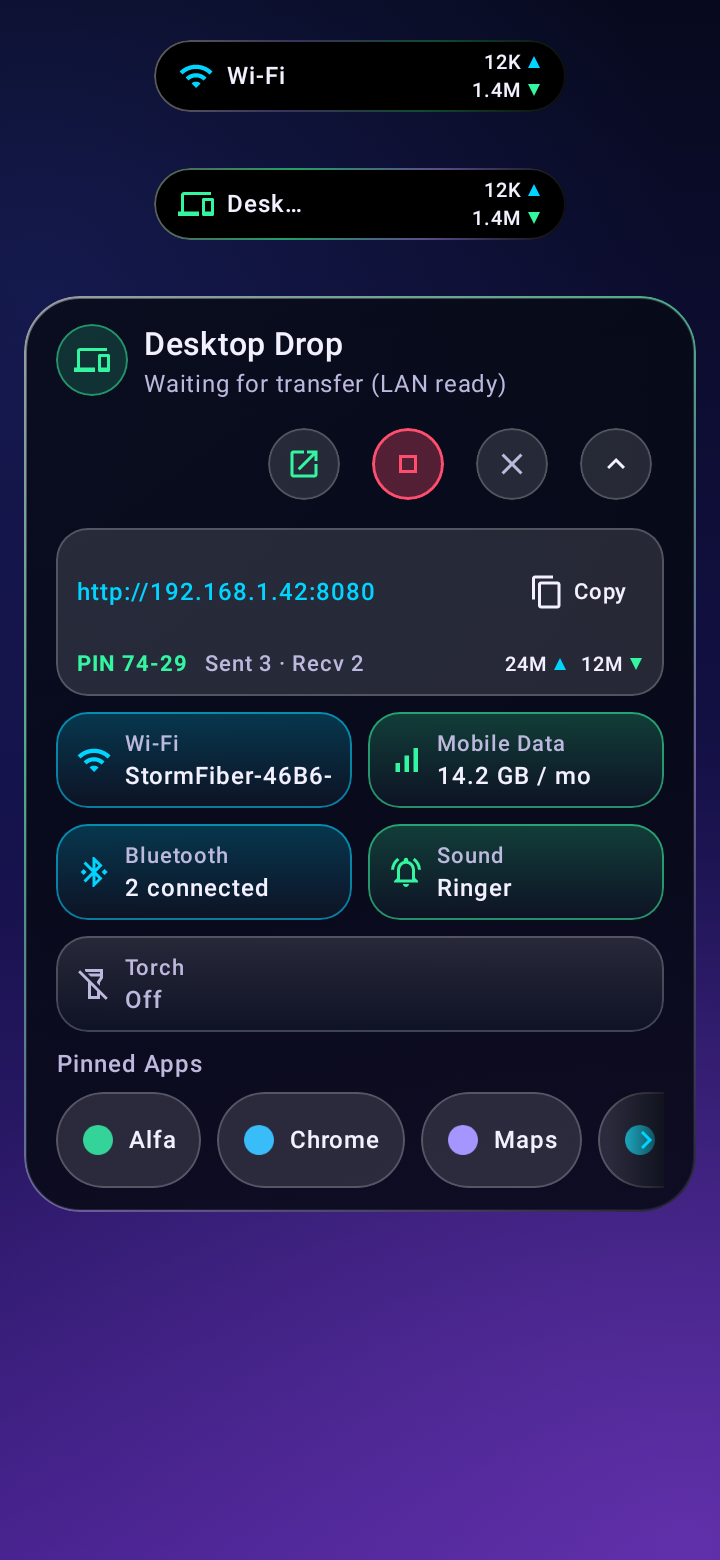 Wi-Fi
12K
1.4M
Desk…
12K
1.4M
Desktop Drop
Waiting for transfer (LAN ready)
http://192.168.1.42:8080
Copy
PIN 74-29 Sent 3 · Recv 2 24M 12M
Wi-Fi
StormFiber-46B6-
Mobile Data
14.2 GB / mo
Bluetooth
2 connected
Sound
Ringer
Torch
Off
Pinned Apps
Alfa Chrome Maps